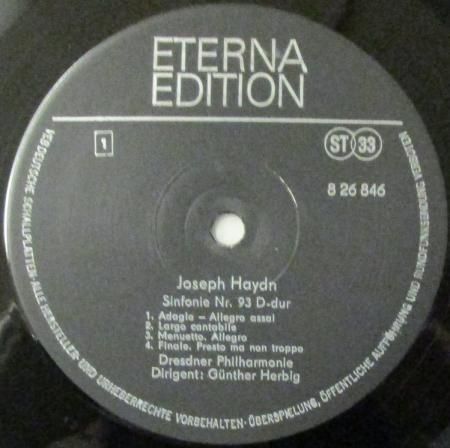 ETERNA
EDITION
1
ST 33
8 26 846
Joseph Haydn
Sinfonie Nr. 93 D-dur
1. Adagio – Allegro assai
2. Largo cantabile
3. Menuetto. Allegro
4. Finale. Presto ma non troppo
Dresdner Philharmonie
Dirigent: Günther Herbig
VEB DEUTSCHE SCHALLPLATTEN · ALLE HERSTELLER- UND URHEBERRECHTE VORBEHALTEN · ÜBERSPIELUNG, ÖFFENTLICHE AUFFÜHRUNG UND RUNDFUNKSENDUNG VERBOTEN